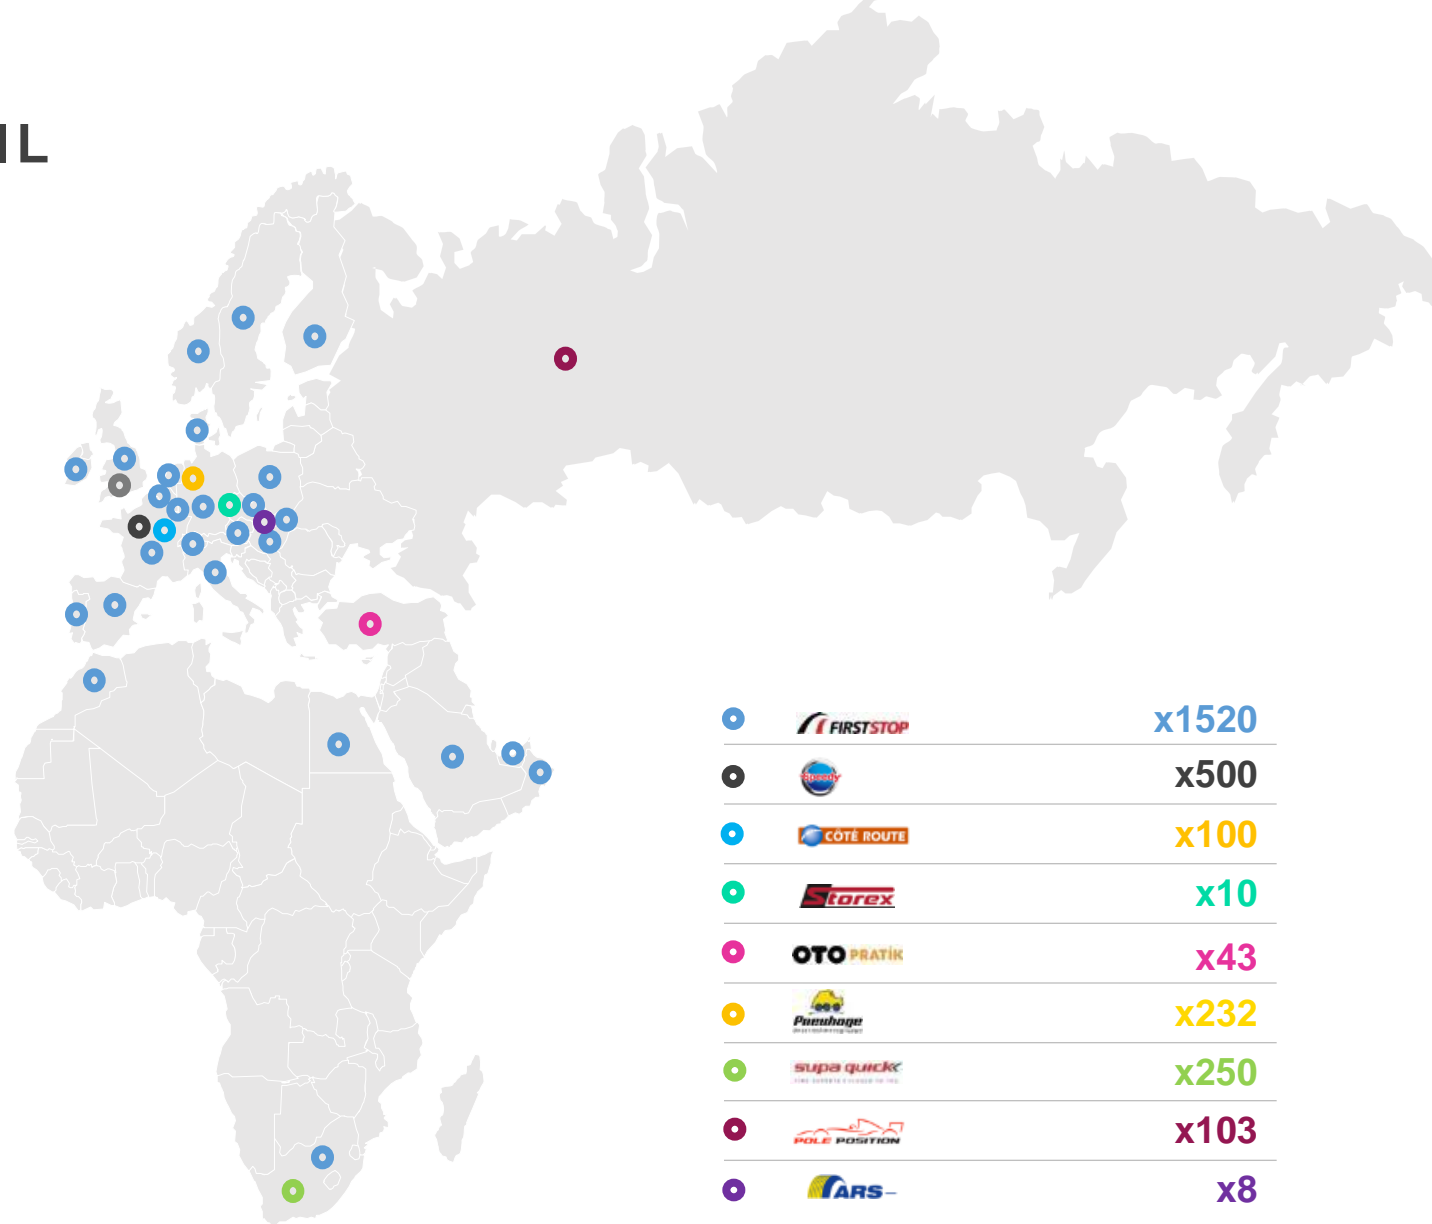 IL
FIRSTSTOP x1520
Speedy x500
CÔTÉ ROUTE x100
Storex x10
OTO PRATİK x43
Pneuhage x232
supa quick x250
POLE POSITION x103
ARS x8